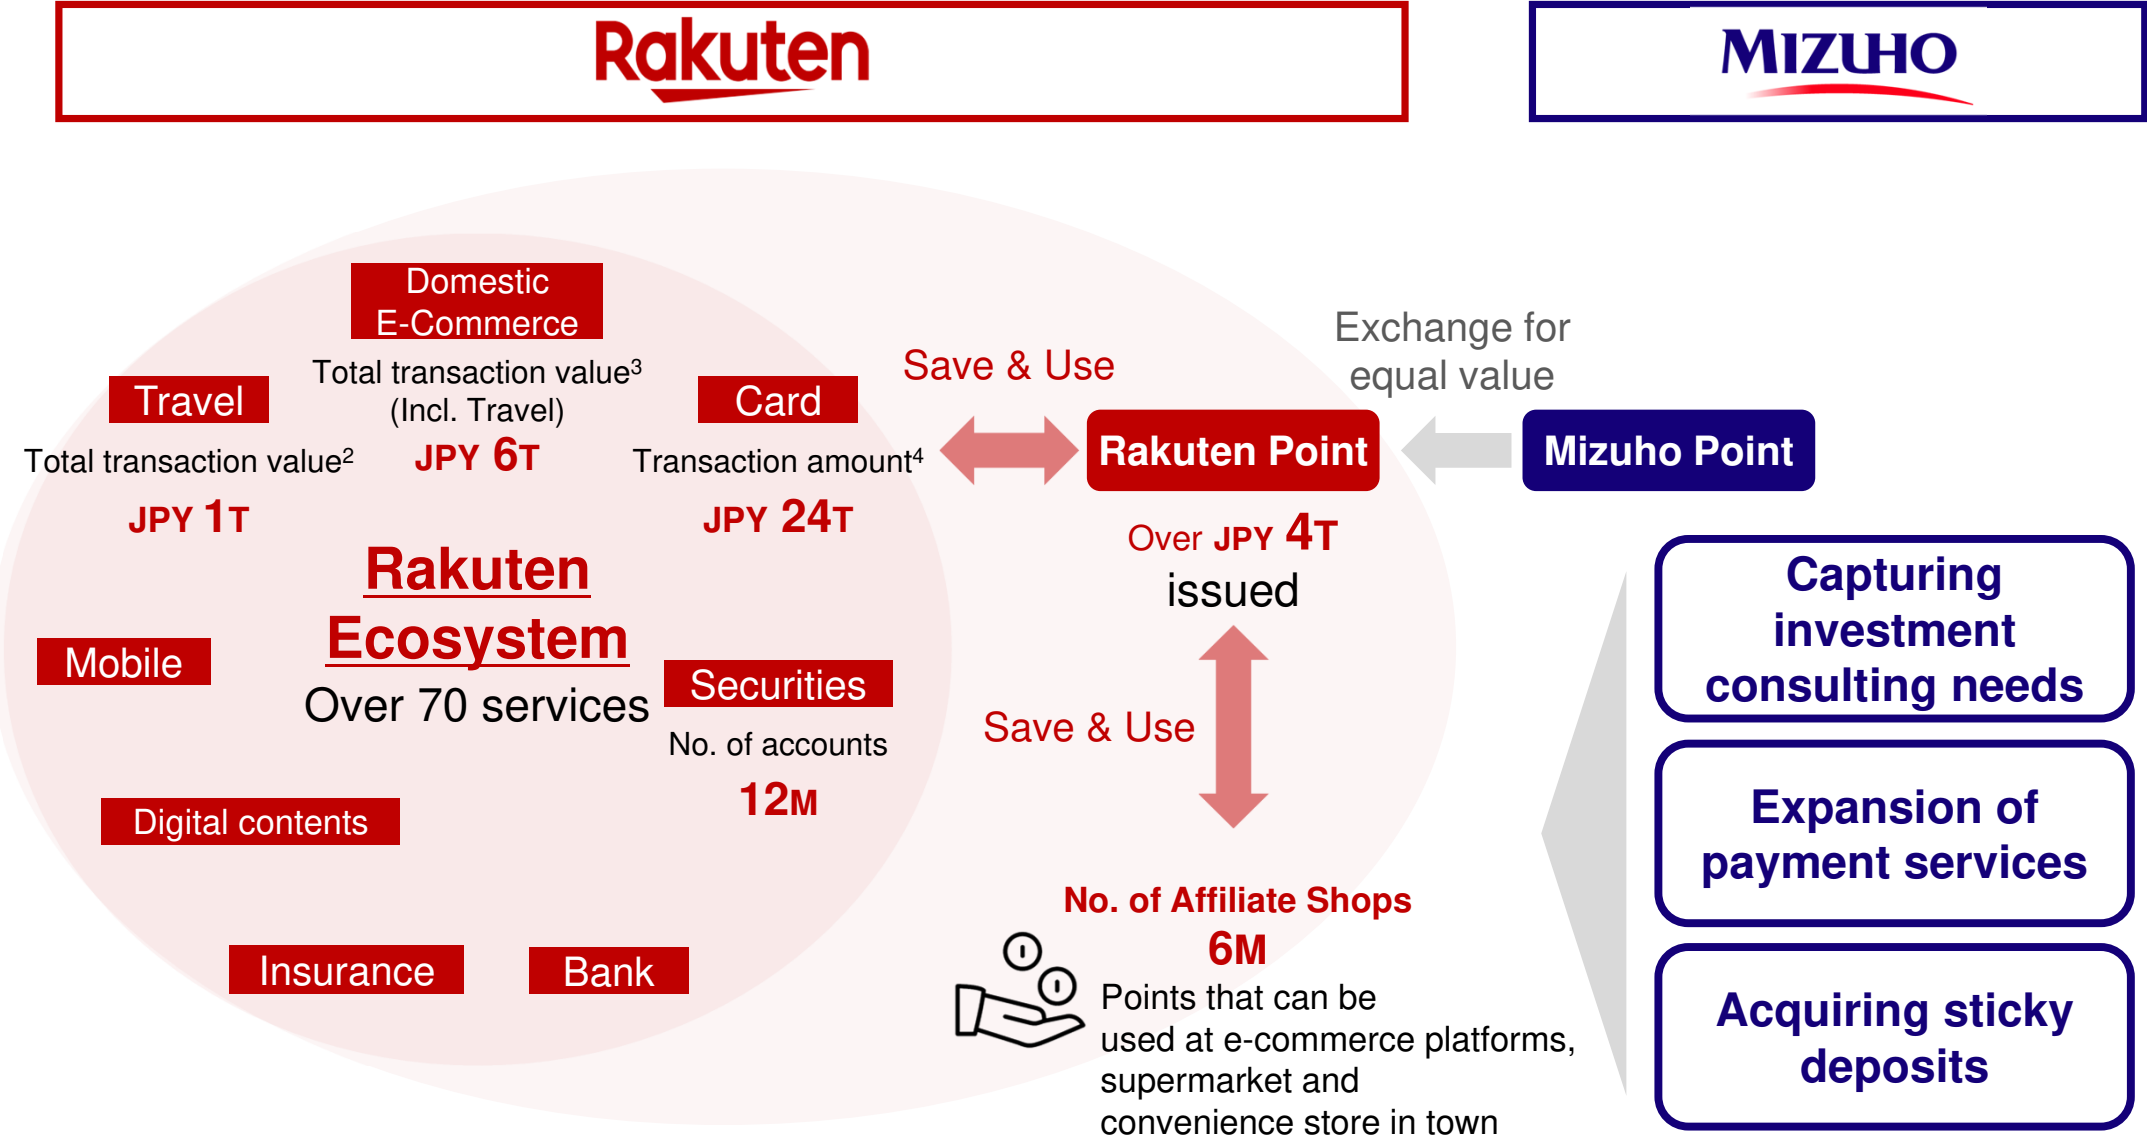 Rakuten
MIZUHO
Domestic
E-Commerce
Total transaction value3
(Incl. Travel)
JPY 6T
Travel
Total transaction value2
JPY 1T
Card
Transaction amount4
JPY 24T
Save & Use
Exchange for
equal value
Rakuten Point
Mizuho Point
Over JPY 4T
issued
Rakuten
Ecosystem
Over 70 services
Mobile
Securities
No. of accounts
12M
Digital contents
Insurance
Bank
Save & Use
No. of Affiliate Shops
6M
Points that can be
used at e-commerce platforms,
supermarket and
convenience store in town
Capturing
investment
consulting needs
Expansion of
payment services
Acquiring sticky
deposits